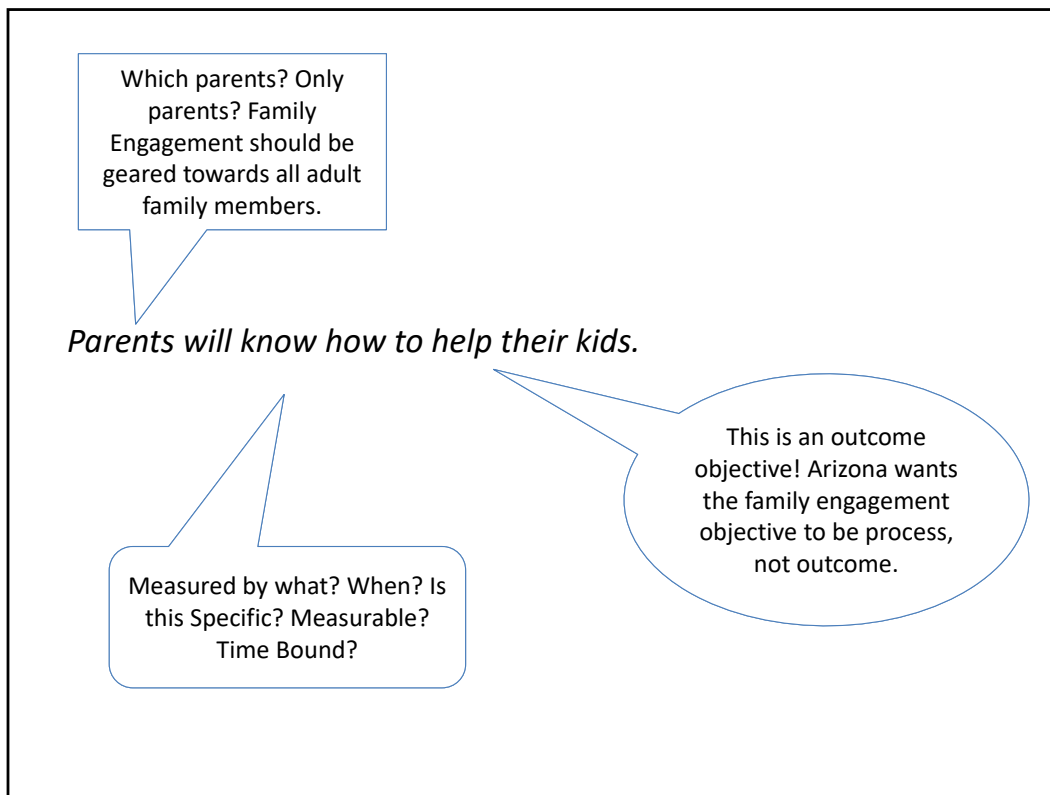 Which parents? Only
parents? Family
Engagement should be
geared towards all adult
family members.
Parents will know how to help their kids.
This is an outcome
objective! Arizona wants
the family engagement
objective to be process,
not outcome.
Measured by what? When? Is
this Specific? Measurable?
Time Bound?